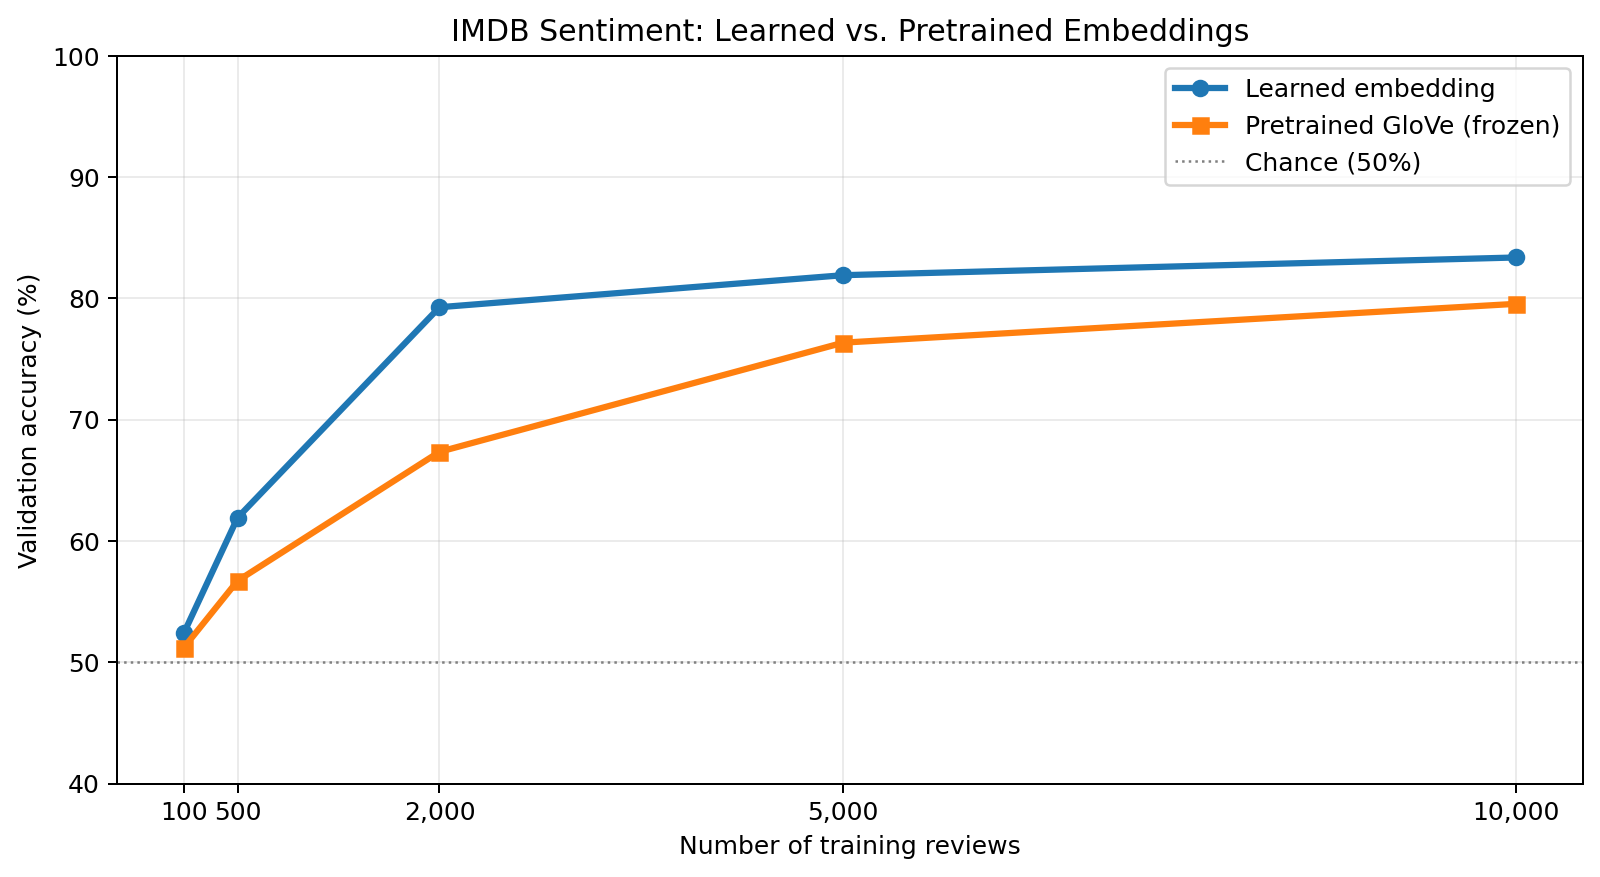 IMDB Sentiment: Learned vs. Pretrained Embeddings
Learned embedding
Pretrained GloVe (frozen)
Chance (50%)
Validation accuracy (%)
100
90
80
70
60
50
40
100 500 2,000 5,000 10,000
Number of training reviews